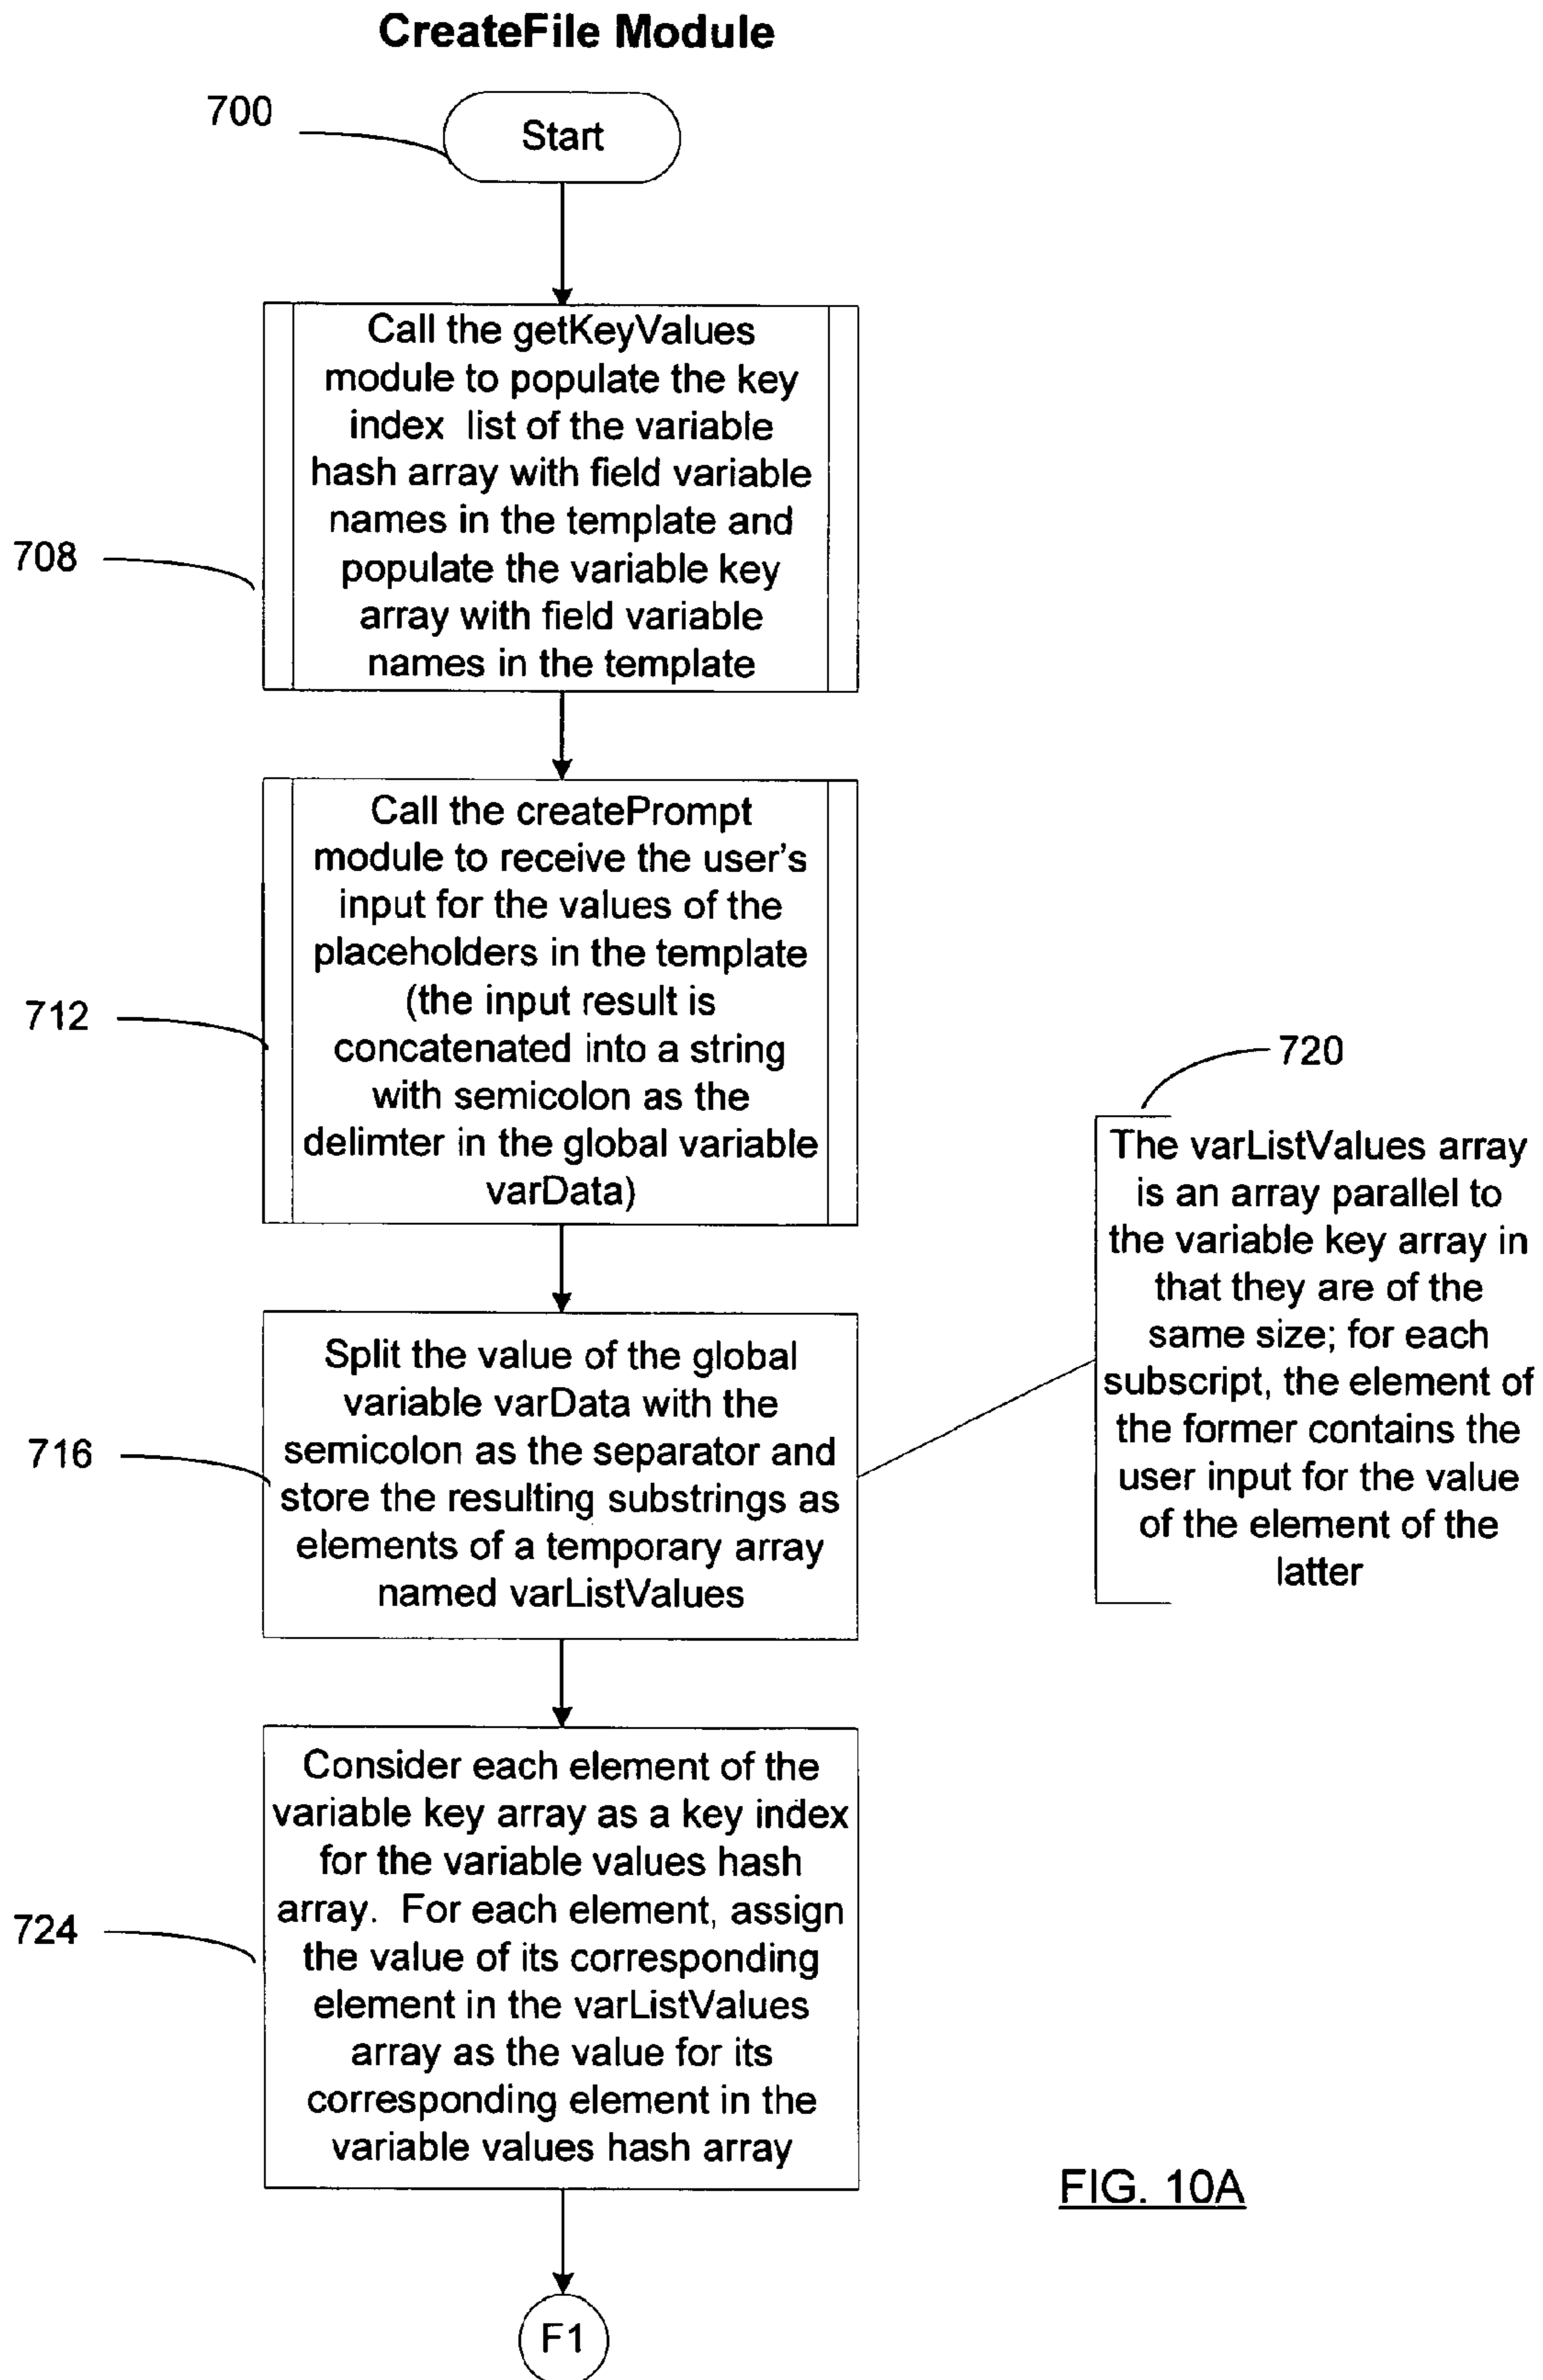 CreateFile Module
700
Start
Call the getKeyValues
module to populate the key
index list of the variable
hash array with field variable
names in the template and
populate the variable key
array with field variable
names in the template
708
Call the createPrompt
module to receive the user's
input for the values of the
placeholders in the template
(the input result is
concatenated into a string
with semicolon as the
delimter in the global variable
varData)
712
720
The varListValues array
is an array parallel to
the variable key array in
that they are of the
same size; for each
subscript, the element of
the former contains the
user input for the value
of the element of the
latter
Split the value of the global
variable varData with the
semicolon as the separator and
store the resulting substrings as
elements of a temporary array
named varListValues
716
Consider each element of the
variable key array as a key index
for the variable values hash
array. For each element, assign
the value of its corresponding
element in the varListValues
array as the value for its
corresponding element in the
variable values hash array
724
FIG. 10A
F1